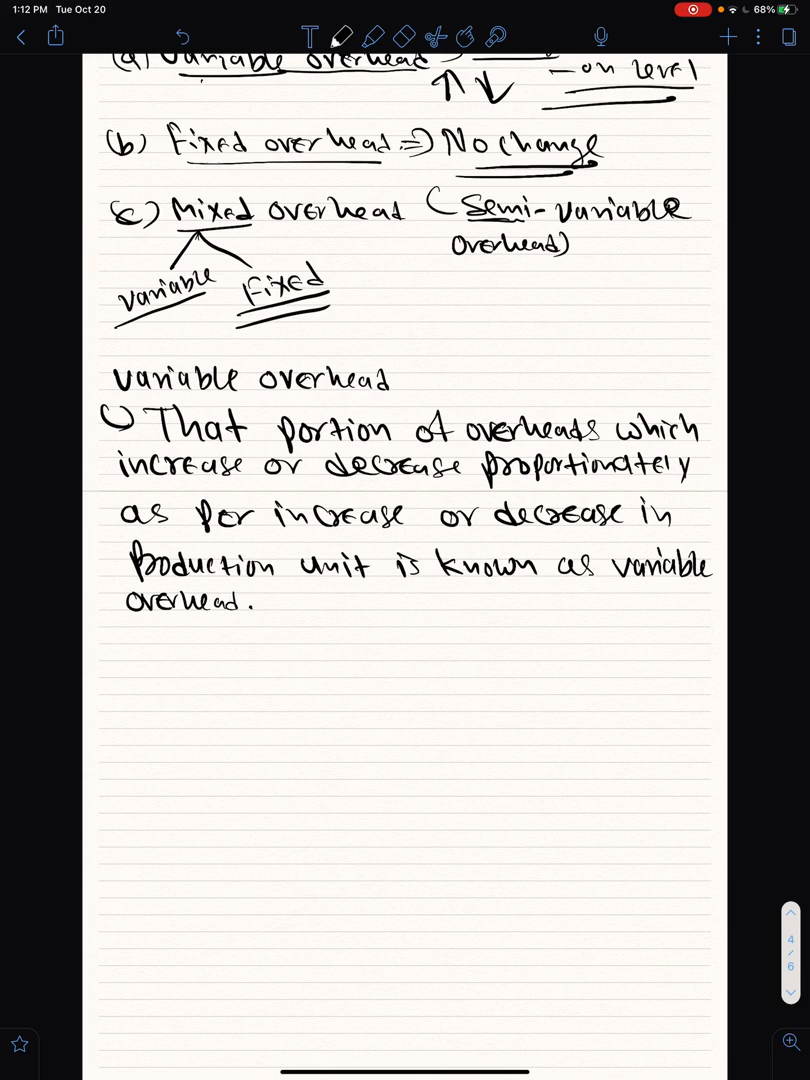 1:12 PM Tue Oct 20
68%
(a) Variable overhead
- on level
(b) Fixed overhead => No change
(c) Mixed overhead (Semi-variable
overhead)
variable Fixed
variable overhead
That portion of overheads which
increase or decrease proportionately
as per increase or decrease in
production unit is known as variable
overhead.
4
/
6